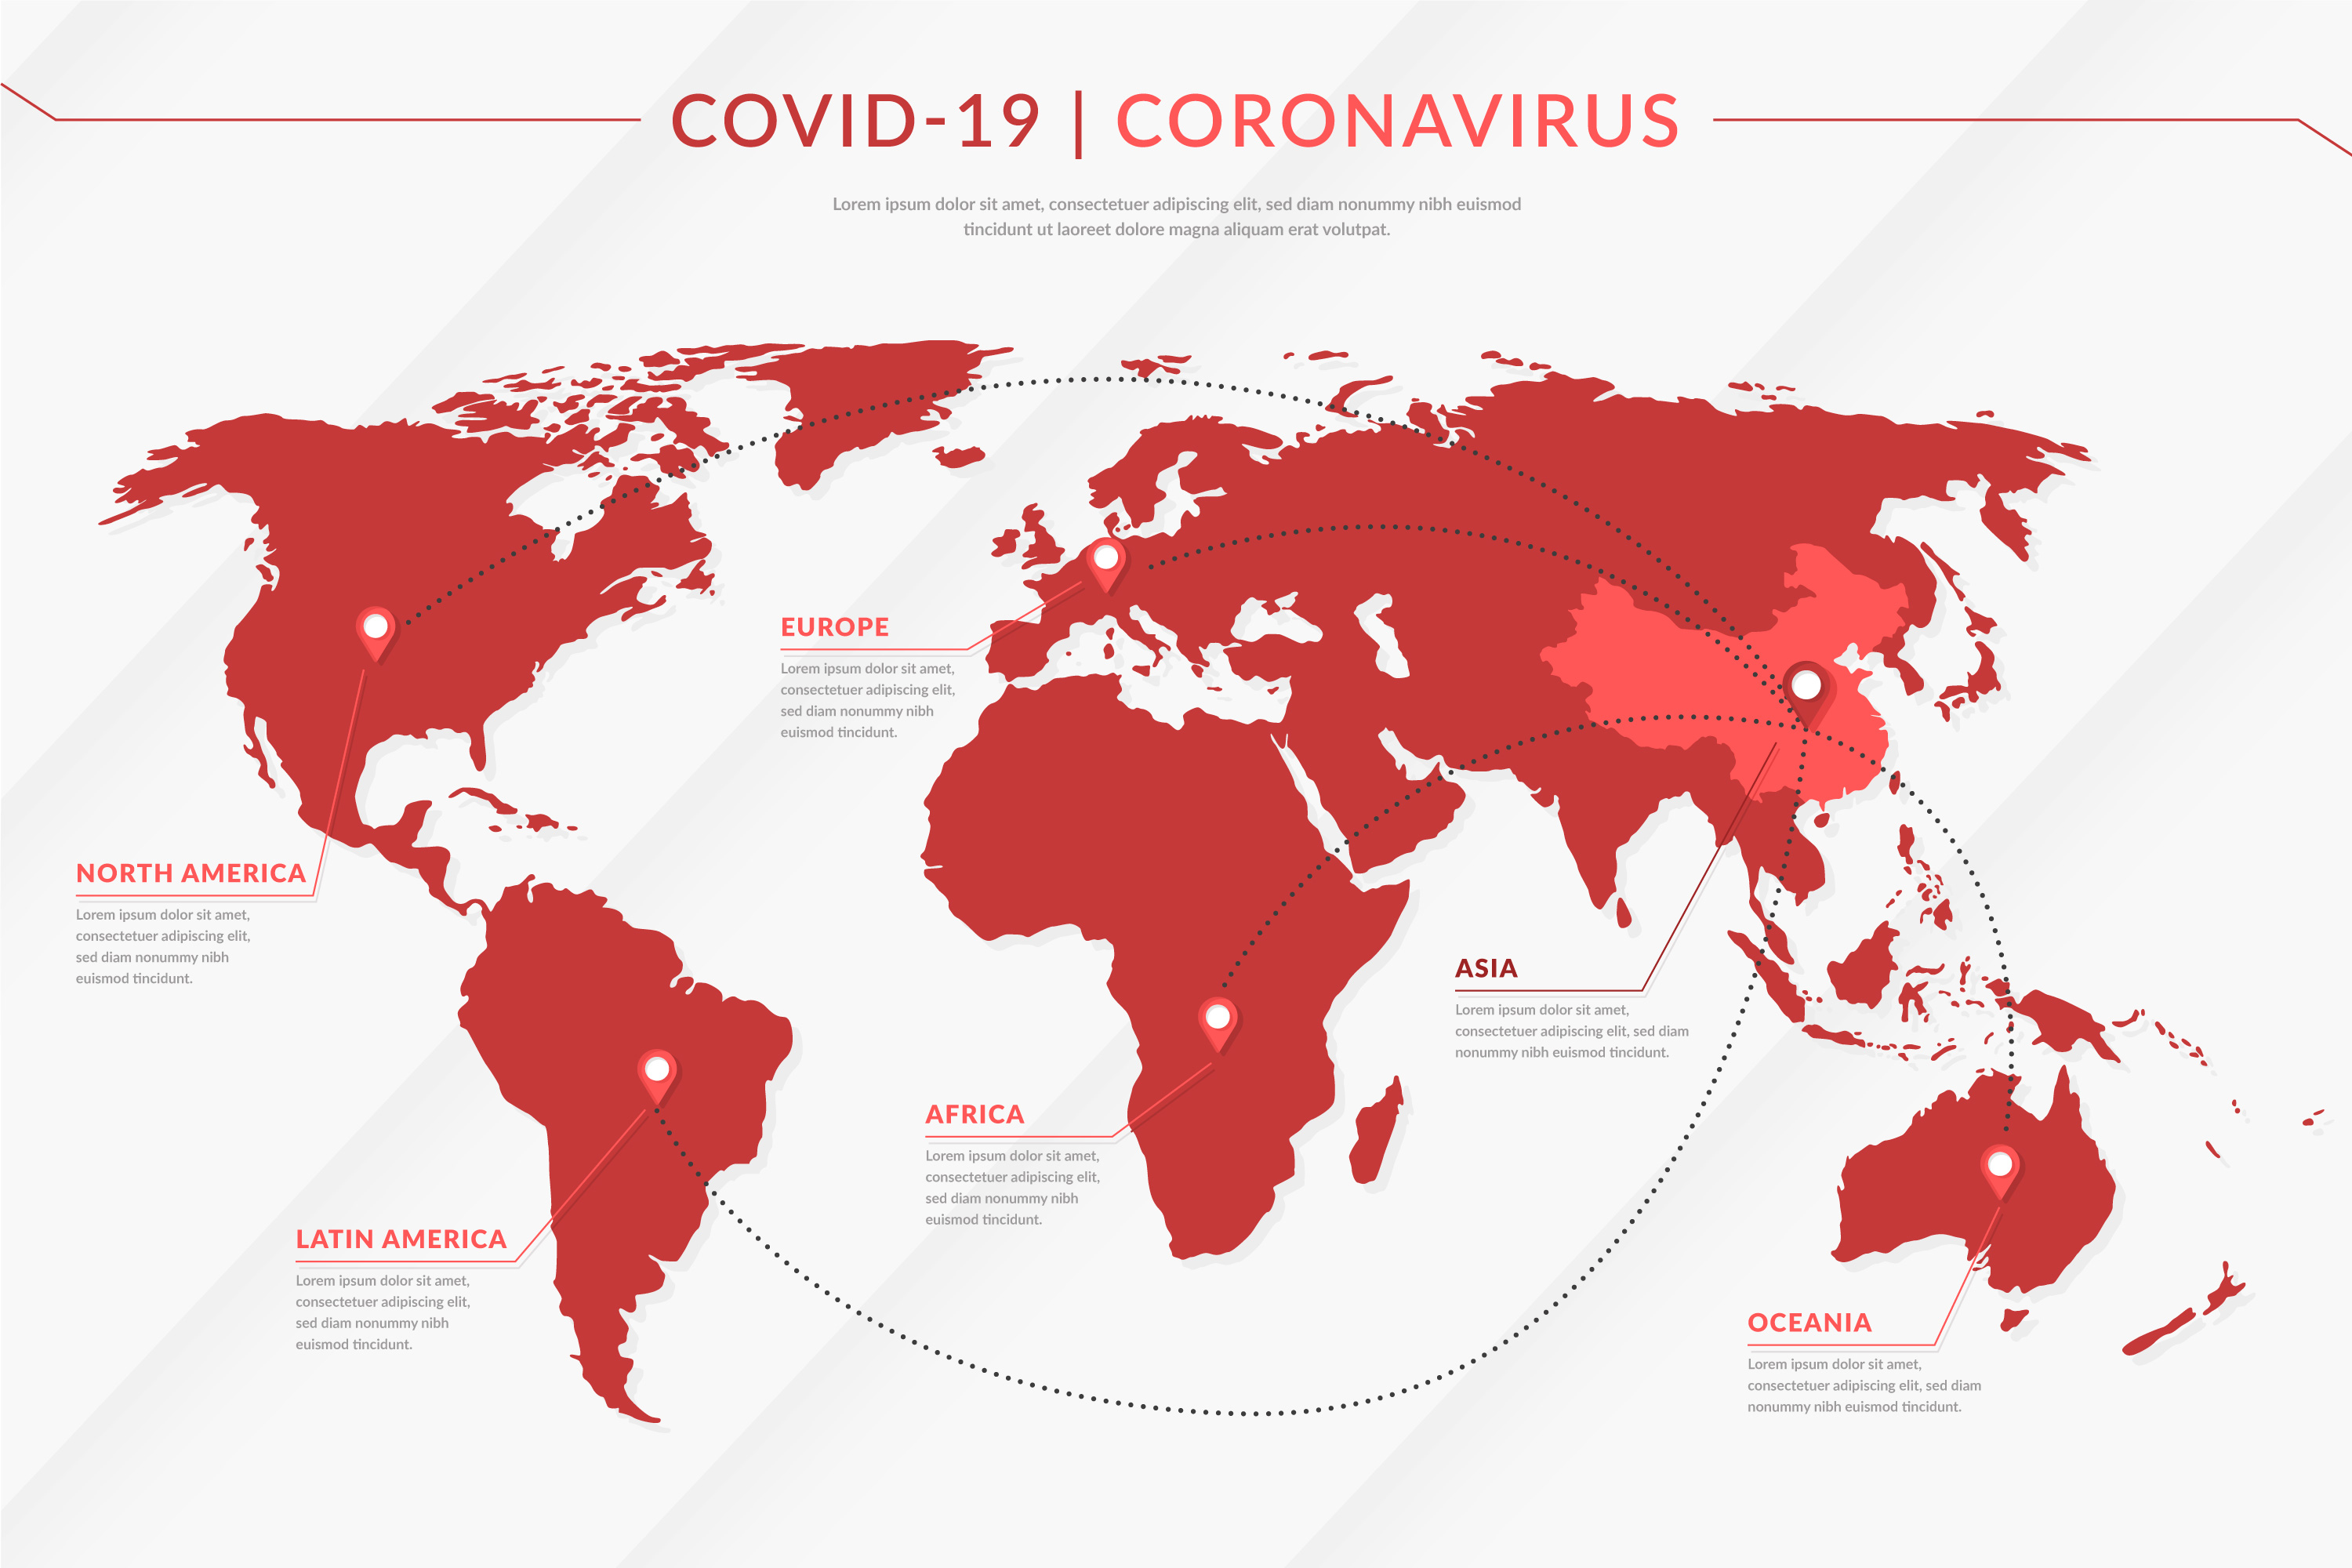 COVID-19 | CORONAVIRUS
Lorem ipsum dolor sit amet, consectetuer adipiscing elit, sed diam nonummy nibh euismod
tincidunt ut laoreet dolore magna aliquam erat volutpat.
EUROPE
Lorem ipsum dolor sit amet,
consectetuer adipiscing elit,
sed diam nonummy nibh
euismod tincidunt.
NORTH AMERICA
Lorem ipsum dolor sit amet,
consectetuer adipiscing elit,
sed diam nonummy nibh
euismod tincidunt.
ASIA
Lorem ipsum dolor sit amet,
consectetuer adipiscing elit, sed diam
nonummy nibh euismod tincidunt.
AFRICA
Lorem ipsum dolor sit amet,
consectetuer adipiscing elit,
sed diam nonummy nibh
euismod tincidunt.
LATIN AMERICA
Lorem ipsum dolor sit amet,
consectetuer adipiscing elit,
sed diam nonummy nibh
euismod tincidunt.
OCEANIA
Lorem ipsum dolor sit amet,
consectetuer adipiscing elit, sed diam
nonummy nibh euismod tincidunt.